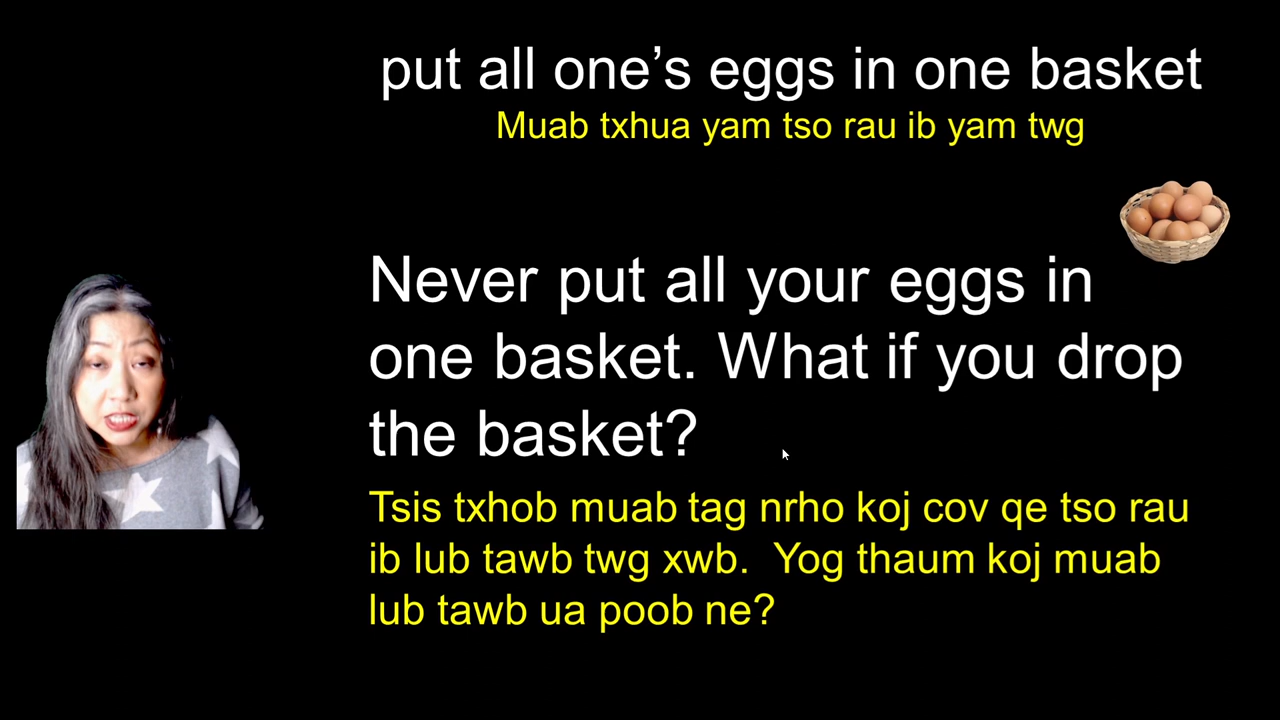 put all one’s eggs in one basket
Muab txhua yam tso rau ib yam twg
Never put all your eggs in
one basket. What if you drop
the basket?
Tsis txhob muab tag nrho koj cov qe tso rau
ib lub tawb twg xwb.  Yog thaum koj muab
lub tawb ua poob ne?